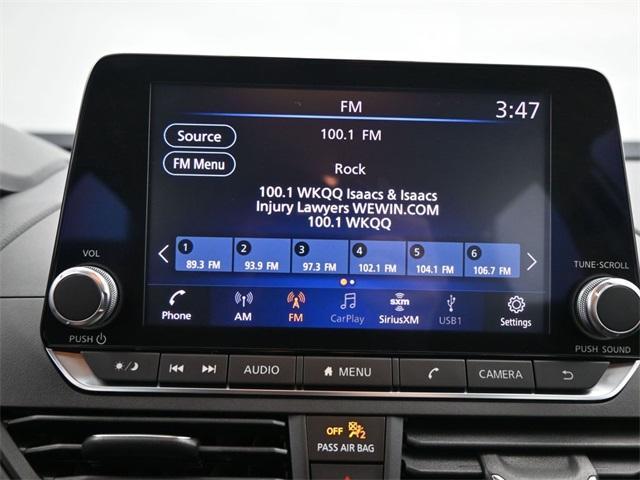 FM
3:47
Source
100.1 FM
FM Menu
Rock
100.1 WKQQ Isaacs & Isaacs
Injury Lawyers WEWIN.COM
100.1 WKQQ
1 2 3 4 5 6
89.3 FM 93.9 FM 97.3 FM 102.1 FM 104.1 FM 106.7 FM
VOL
TUNE·SCROLL
Phone AM FM CarPlay sxm SiriusXM USB1 Settings
PUSH
PUSH SOUND
AUDIO MENU CAMERA
OFF 2
PASS AIR BAG